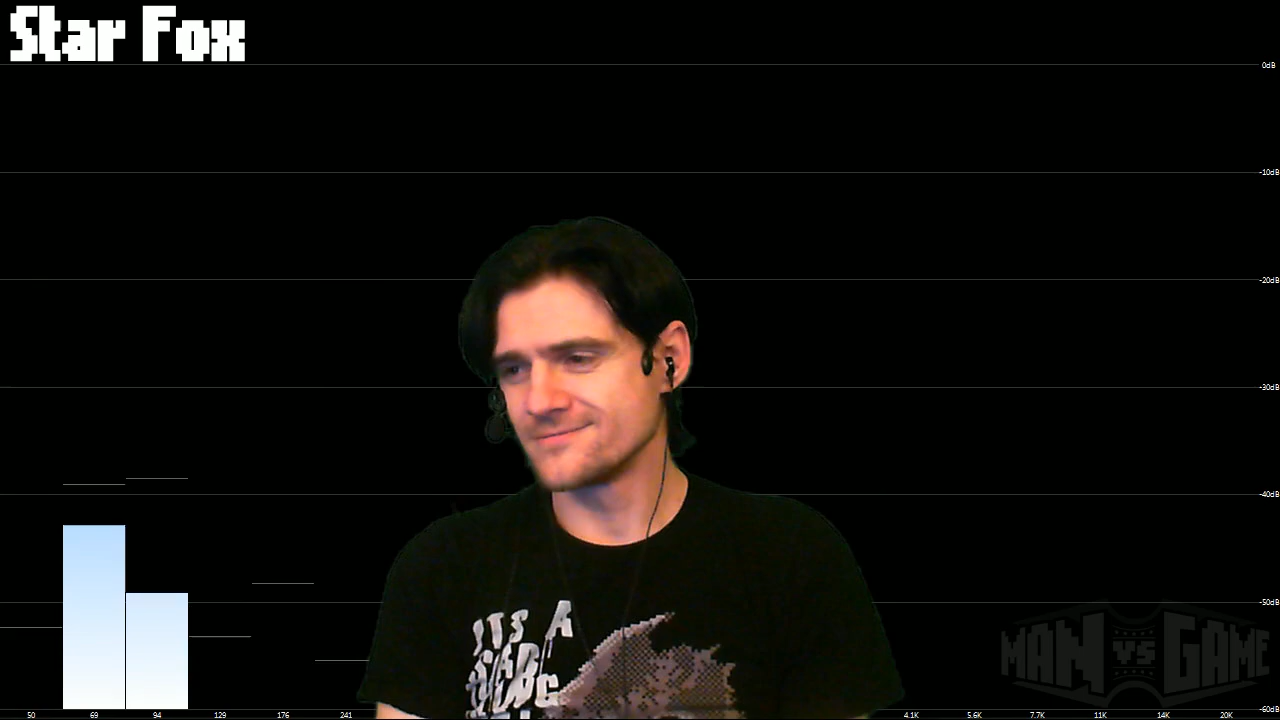 Star Fox
0dB
-10dB
-20dB
-30dB
-40dB
ITS A
-50dB
MAN VS GAME
-60dB
50 69 94 129 176 241 4.1K 5.6K 7.7K 11K 14K 20K